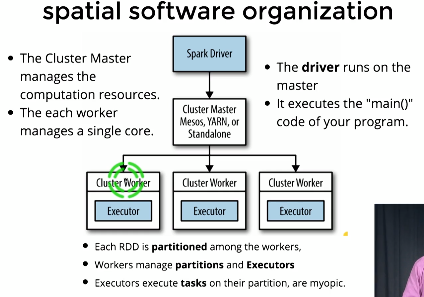 spatial software organization
• The Cluster Master
manages the
computation resources.
• The each worker
manages a single core.
Spark Driver
Cluster Master
Mesos, YARN, or
Standalone
• The driver runs on the
master
• It executes the "main()"
code of your program.
Cluster Worker
Executor
Cluster Worker
Executor
Cluster Worker
Executor
• Each RDD is partitioned among the workers,
• Workers manage partitions and Executors
• Executors execute tasks on their partition, are myopic.